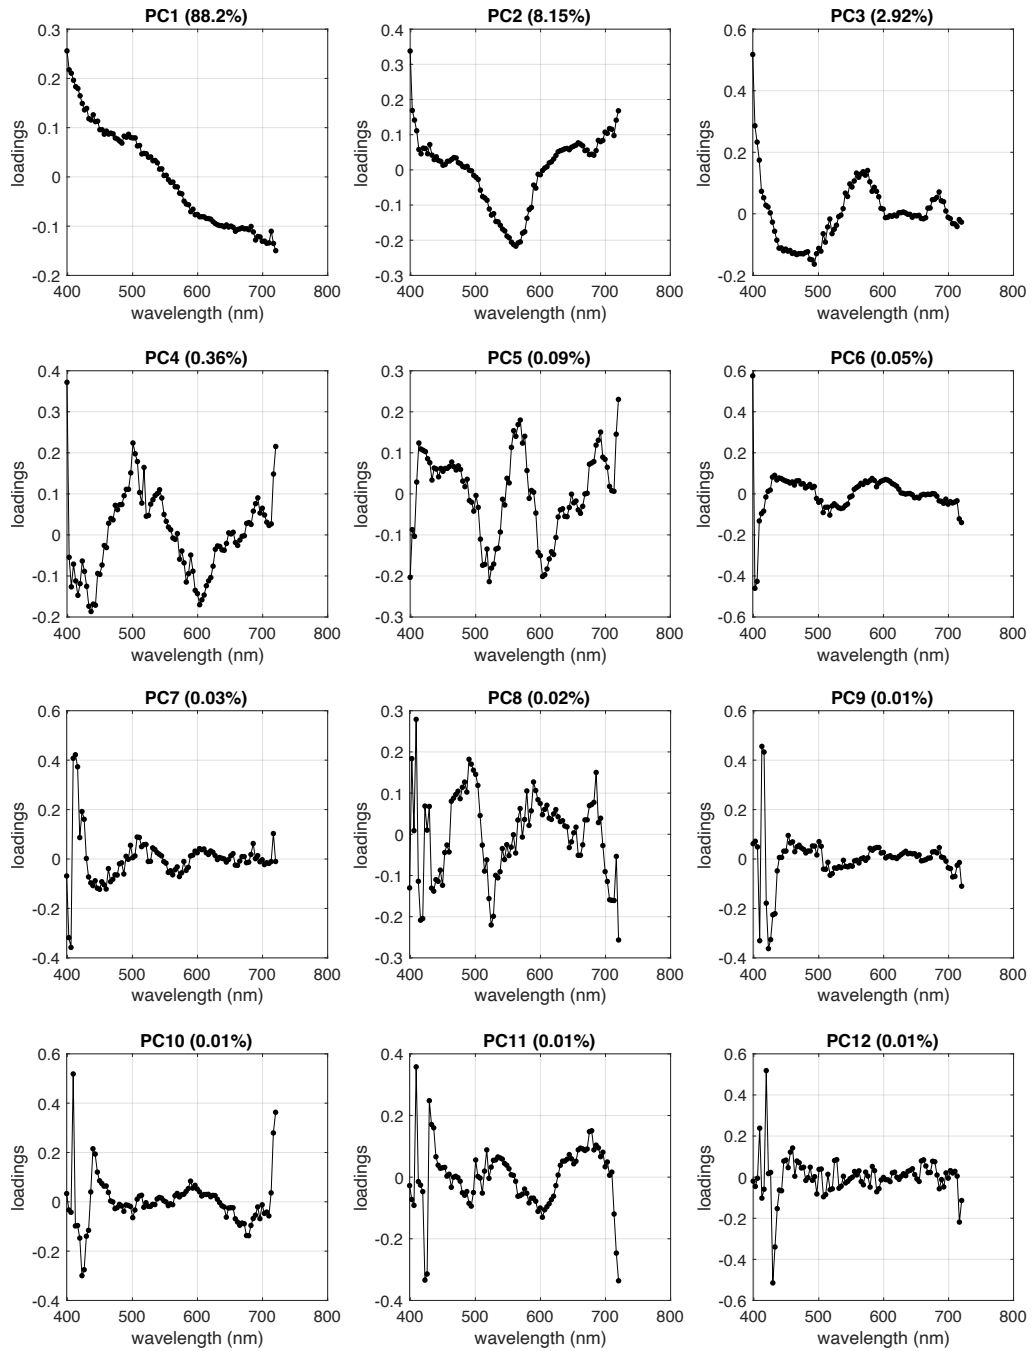 PC1 (88.2%) PC2 (8.15%) PC3 (2.92%)
0.3 0.4 0.6
0.2 0.3 0.4
0.1 0.2 0.2
0 0.1 0
-0.1 0 -0.2
-0.2 -0.1
-0.2
-0.3
loadings loadings loadings
400 500 600 700 800 400 500 600 700 800 400 500 600 700 800
wavelength (nm) wavelength (nm) wavelength (nm)
PC4 (0.36%) PC5 (0.09%) PC6 (0.05%)
0.4 0.3 0.6
0.3 0.2 0.4
0.2 0.1 0.2
0.1 0 0
0 -0.1 -0.2
-0.1 -0.2 -0.4
-0.2 -0.3 -0.6
loadings loadings loadings
400 500 600 700 800 400 500 600 700 800 400 500 600 700 800
wavelength (nm) wavelength (nm) wavelength (nm)
PC7 (0.03%) PC8 (0.02%) PC9 (0.01%)
0.6 0.3 0.6
0.4 0.2 0.4
0.2 0.1 0.2
0 0 0
-0.2 -0.1 -0.2
-0.4 -0.2 -0.4
-0.3
loadings loadings loadings
400 500 600 700 800 400 500 600 700 800 400 500 600 700 800
wavelength (nm) wavelength (nm) wavelength (nm)
PC10 (0.01%) PC11 (0.01%) PC12 (0.01%)
0.6 0.4 0.6
0.4 0.2 0.4
0.2 0 0.2
0 -0.2 0
-0.2 -0.4 -0.2
-0.4 -0.4
-0.6
loadings loadings loadings
400 500 600 700 800 400 500 600 700 800 400 500 600 700 800
wavelength (nm) wavelength (nm) wavelength (nm)